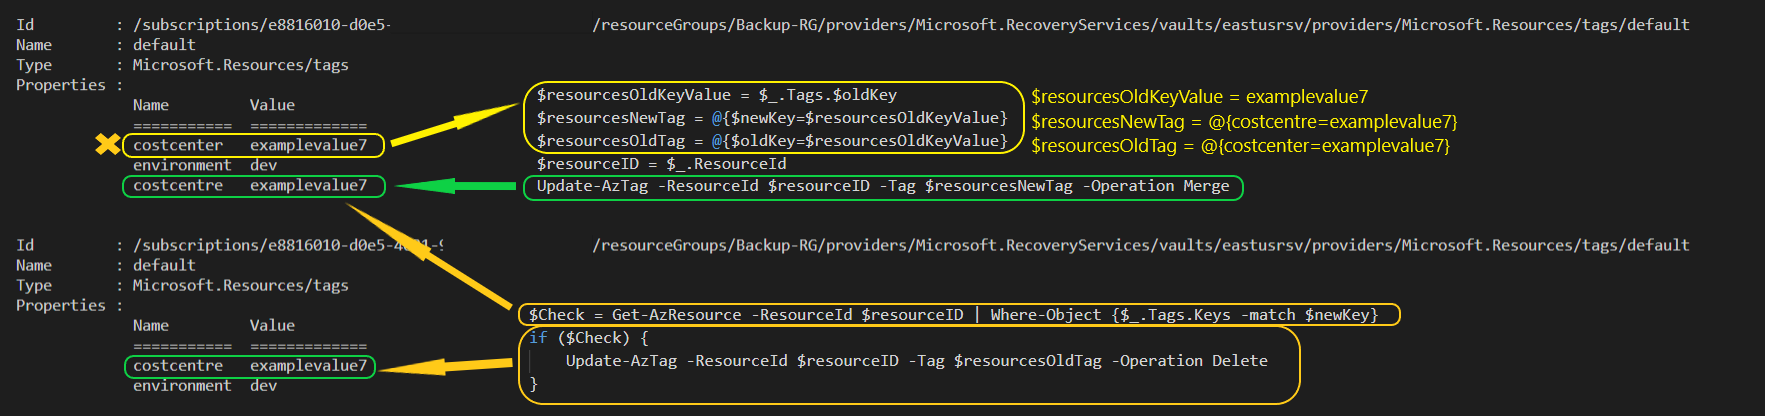 Id : /subscriptions/e8816010-d0e5- /resourceGroups/Backup-RG/providers/Microsoft.RecoveryServices/vaults/eastusrsv/providers/Microsoft.Resources/tags/default
Name : default
Type : Microsoft.Resources/tags
Properties :
Name Value
=========== =============
costcenter examplevalue7
environment dev
costcentre examplevalue7
$resourcesOldKeyValue = $_.Tags.$oldKey
$resourcesNewTag = @{$newKey=$resourcesOldKeyValue}
$resourcesOldTag = @{$oldKey=$resourcesOldKeyValue}
$resourceID = $_.ResourceId
Update-AzTag -ResourceId $resourceID -Tag $resourcesNewTag -Operation Merge
$resourcesOldKeyValue = examplevalue7
$resourcesNewTag = @{costcentre=examplevalue7}
$resourcesOldTag = @{costcenter=examplevalue7}
Id : /subscriptions/e8816010-d0e5- /resourceGroups/Backup-RG/providers/Microsoft.RecoveryServices/vaults/eastusrsv/providers/Microsoft.Resources/tags/default
Name : default
Type : Microsoft.Resources/tags
Properties :
Name Value
=========== =============
costcentre examplevalue7
environment dev
$Check = Get-AzResource -ResourceId $resourceID | Where-Object {$_.Tags.Keys -match $newKey}
if ($Check) {
Update-AzTag -ResourceId $resourceID -Tag $resourcesOldTag -Operation Delete
}